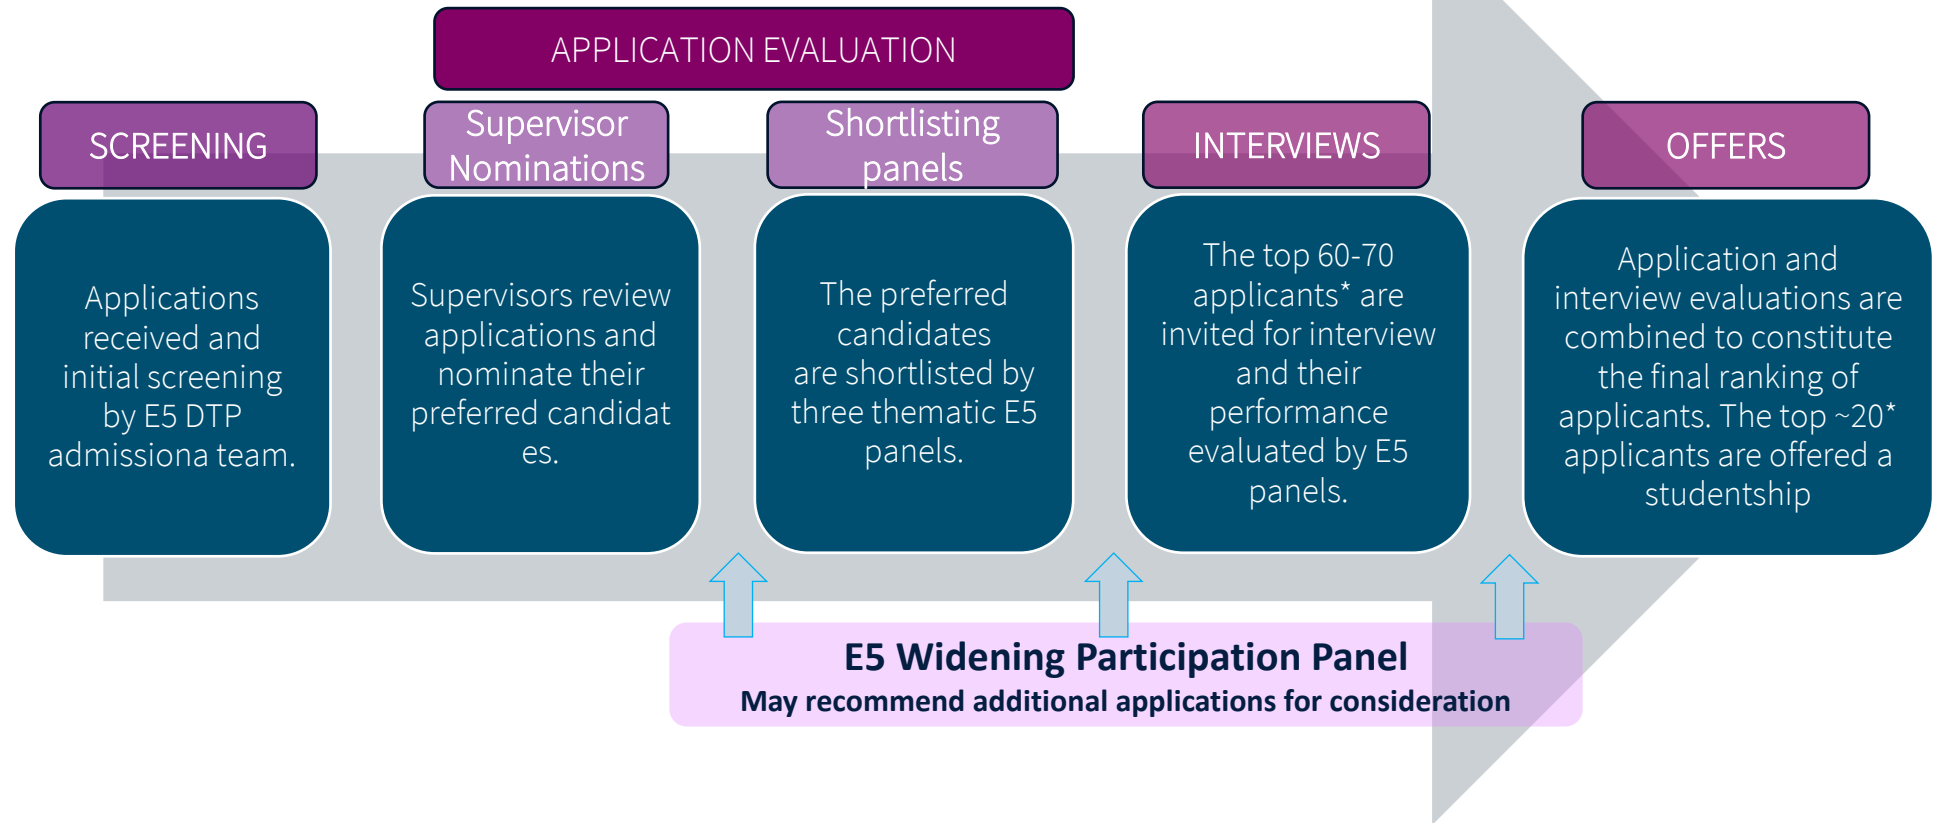 APPLICATION EVALUATION
SCREENING
Supervisor
Nominations
Shortlisting
panels
INTERVIEWS
OFFERS
Applications
received and
initial screening
by E5 DTP
admissiona team.
Supervisors review
applications and
nominate their
preferred candidat
es.
The preferred
candidates
are shortlisted by
three thematic E5
panels.
The top 60-70
applicants* are
invited for interview
and their
performance
evaluated by E5
panels.
Application and
interview evaluations are
combined to constitute
the final ranking of
applicants. The top ~20*
applicants are offered a
studentship
E5 Widening Participation Panel
May recommend additional applications for consideration